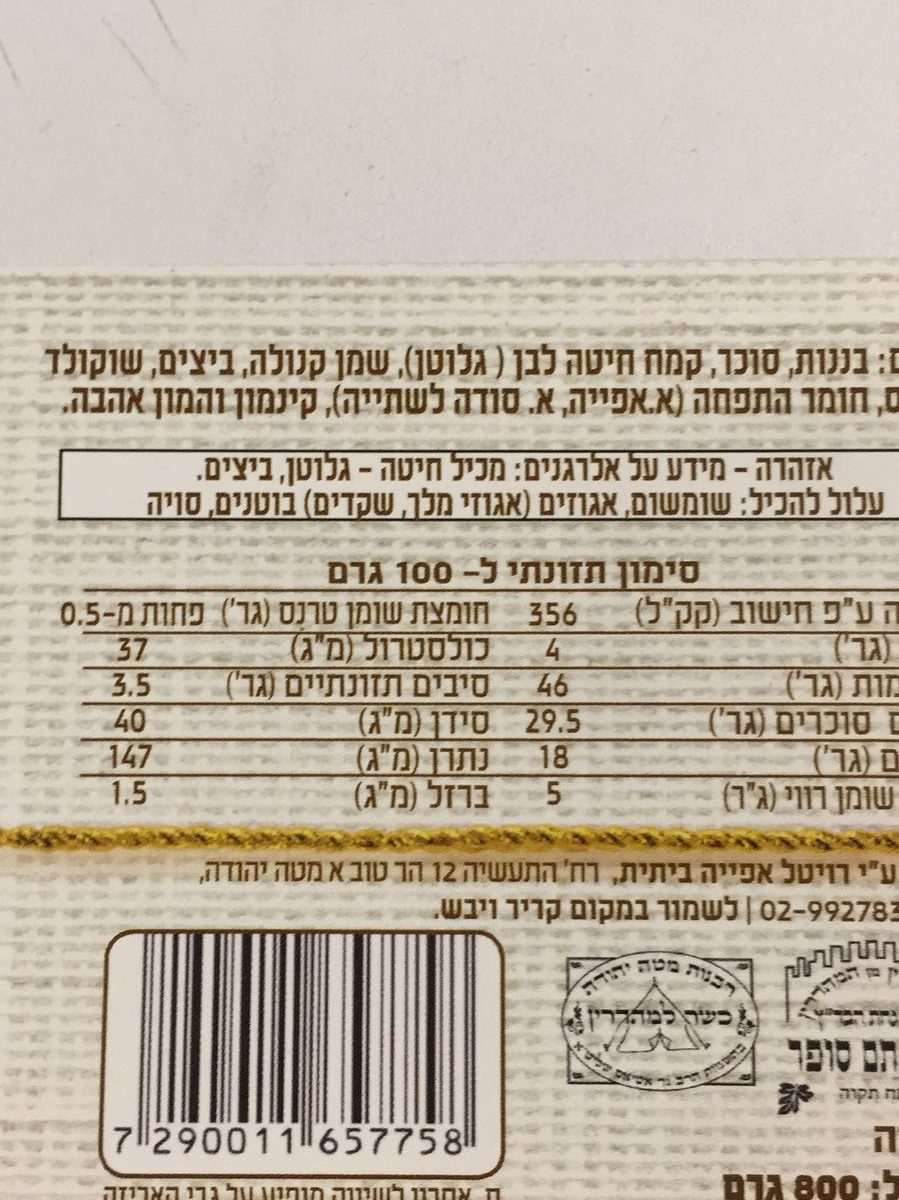 בננות, סוכר, קמח חיטה לבן ( גלוטן), שמן קנולה, ביצים, שוקולד
חומר התפחה (א.אפייה, א. סודה לשתייה), קינמון והמון אהבה.
אזהרה - מידע על אלרגנים: מכיל חיטה - גלוטן, ביצים.
עלול להכיל: שומשום, אגוזים (אגוזי מלך, שקדים) בוטנים, סויה
סימון תזונתי ל- 100 גרם
ע"פ חישוב (קק"ל) 356 חומצת שומן טרנס (גר') פחות מ-0.5
(גר') 4 כולסטרול (מ"ג) 37
(גר') 46 סיבים תזונתיים (גר') 3.5
סוכרים (גר') 29.5 סידן (מ"ג) 40
(גר') 18 נתרן (מ"ג) 147
שומן רווי (ג"ר) 5 ברזל (מ"ג) 1.5
ע"י רויטל אפייה ביתית, רח' התעשיה 12 הר טוב א מטה יהודה,
02-992783 | לשמור במקום קריר ויבש.
רבנות מטה יהודה
כשר למהדרין
סופר
תקוה
7 290011 657758
800 גרם
ת. אחרון לשיווק מופיע על גבי האריזה